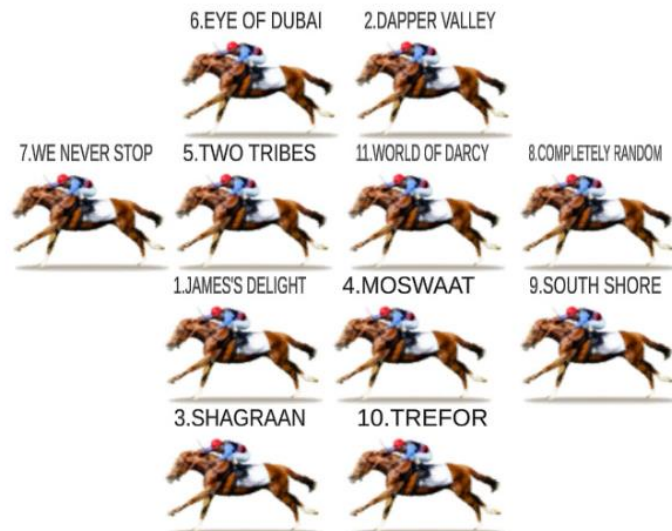 6.EYE OF DUBAI 2.DAPPER VALLEY
7.WE NEVER STOP 5.TWO TRIBES 11.WORLD OF DARCY 8.COMPLETELY RANDOM
1.JAMES'S DELIGHT 4.MOSWAAT 9.SOUTH SHORE
3.SHAGRAAN 10.TREFOR